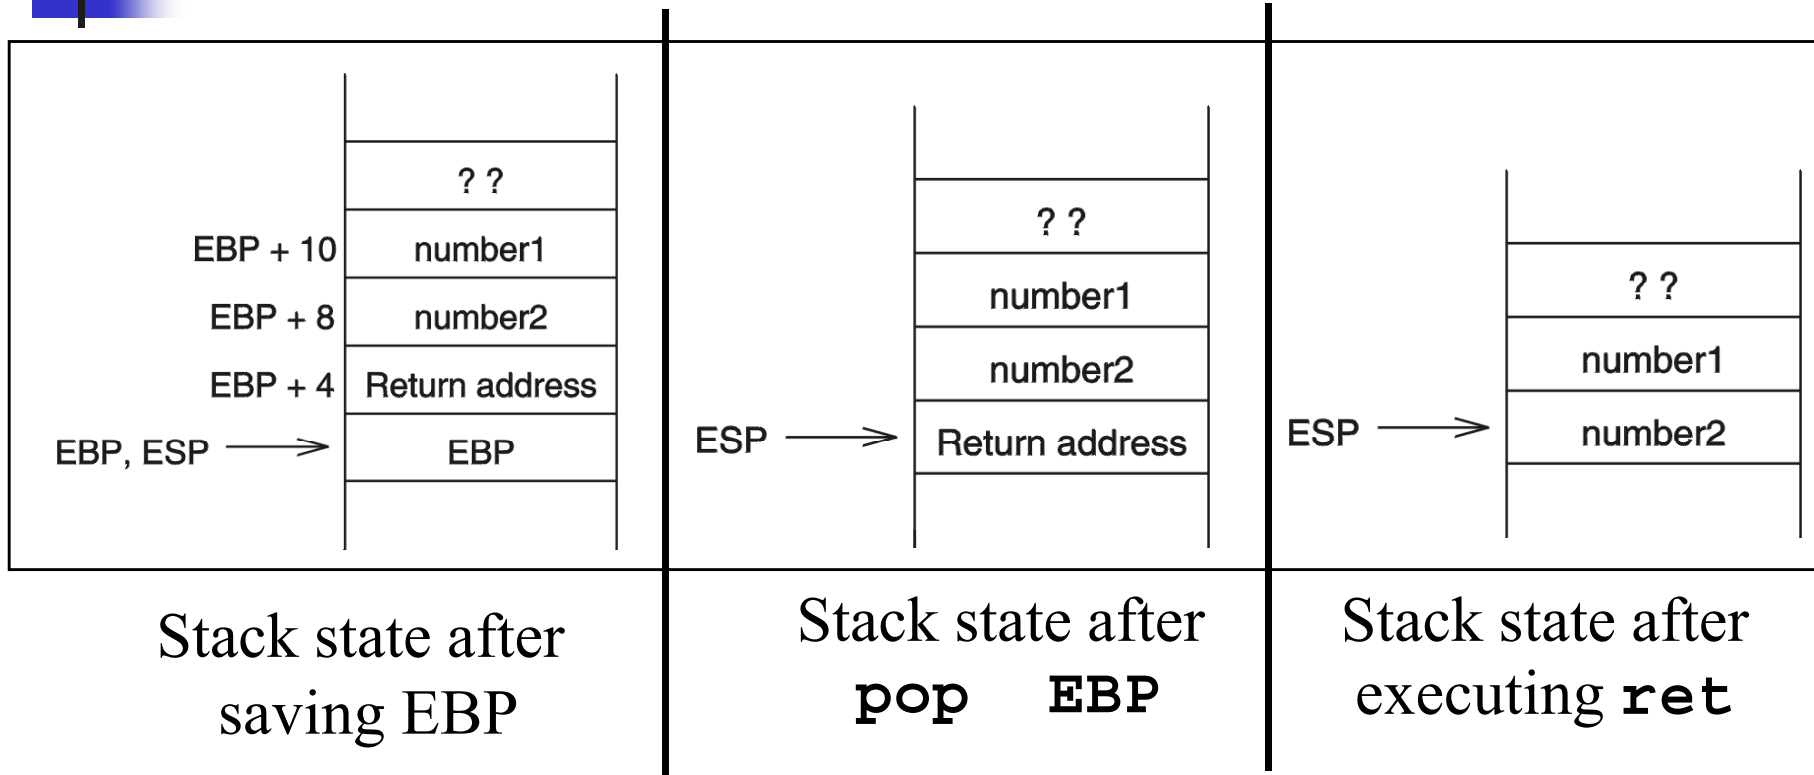 ? ?
EBP + 10 number1
EBP + 8 number2
EBP + 4 Return address
EBP, ESP EBP
Stack state after
saving EBP
? ?
number1
number2
ESP Return address
Stack state after
pop EBP
? ?
number1
ESP number2
Stack state after
executing ret